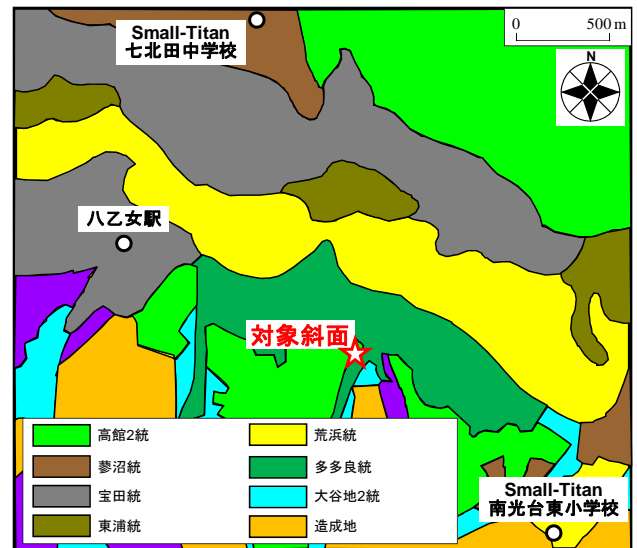 Small-Titan
七北田中学校
0 500 m
N
八乙女駅
対象斜面
高館2統
荒浜統
蓼沼統
多多良統
宝田統
大谷地2統
東浦統
造成地
Small-Titan
南光台東小学校